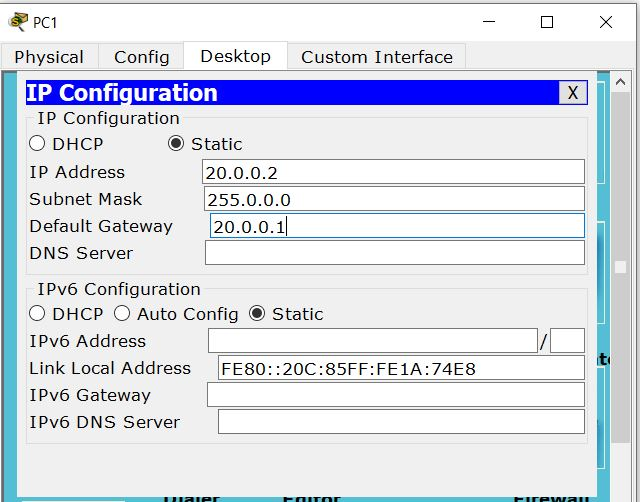 PC1
Physical Config Desktop Custom Interface
IP Configuration X
IP Configuration
DHCP Static
IP Address 20.0.0.2
Subnet Mask 255.0.0.0
Default Gateway 20.0.0.1
DNS Server
IPv6 Configuration
DHCP Auto Config Static
IPv6 Address /
Link Local Address FE80::20C:85FF:FE1A:74E8
IPv6 Gateway
IPv6 DNS Server
Dialer Editor Firewall